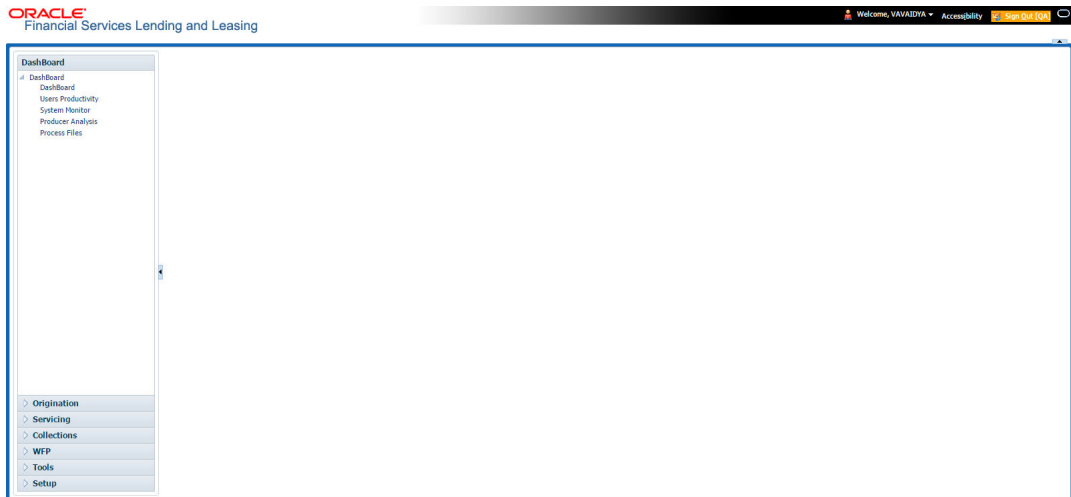 ORACLE
Financial Services Lending and Leasing
Welcome, VAVAIDYA
Accessibility
Sign Out [QA]
DashBoard
DashBoard
DashBoard
Users Productivity
System Monitor
Producer Analysis
Process Files
Origination
Servicing
Collections
WFP
Tools
Setup